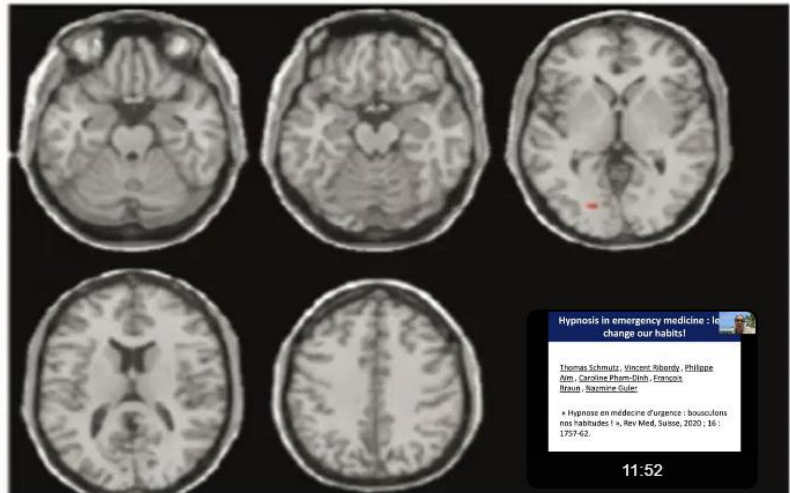 Hypnosis in emergency medicine : le
change our habits!
Thomas Schmutz , Vincent Ribordy , Philippe
Aim , Caroline Pham-Dinh , François
Braun , Nazmine Guler
« Hypnose en médecine d'urgence : bousculons
nos habitudes ! », Rev Med, Suisse, 2020 ; 16 :
1757-62.
11:52